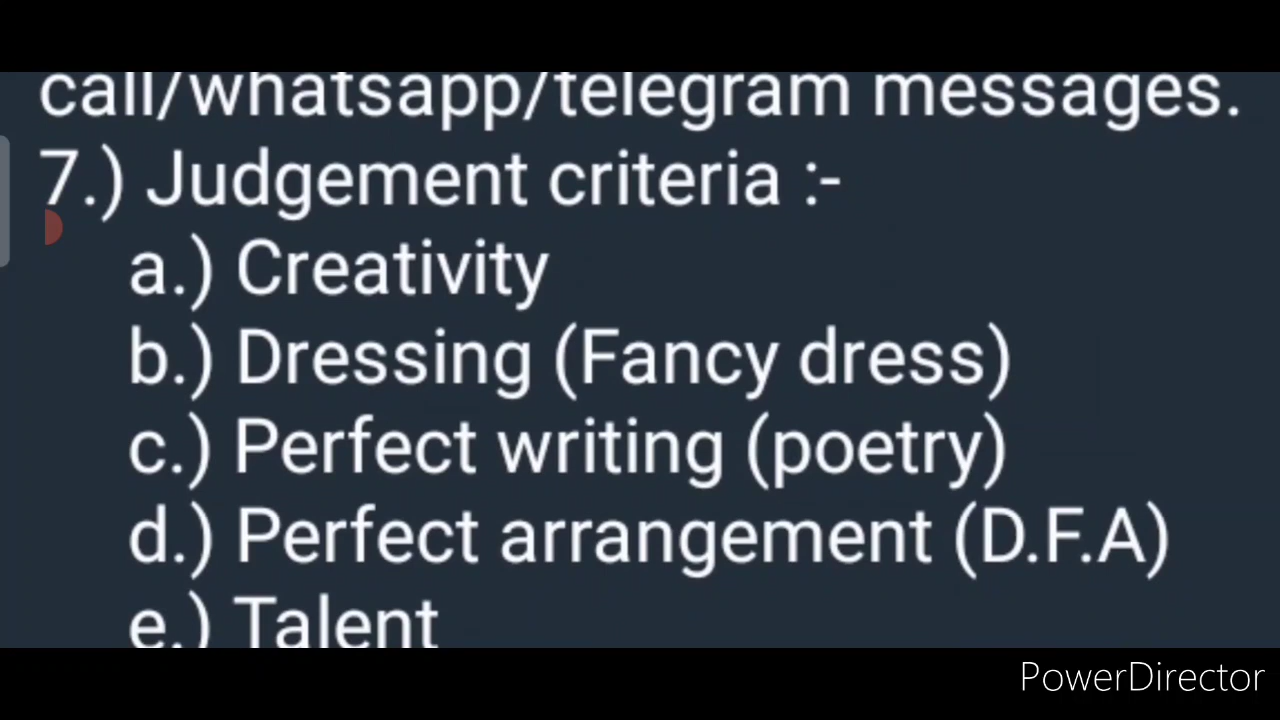 call/whatsapp/telegram messages.
7.) Judgement criteria :-
a.) Creativity
b.) Dressing (Fancy dress)
c.) Perfect writing (poetry)
d.) Perfect arrangement (D.F.A)
e.) Talent
PowerDirector